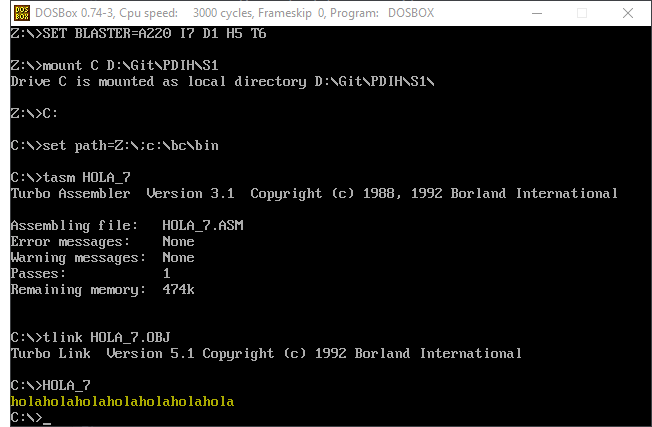 DOSBox 0.74-3, Cpu speed:    3000 cycles, Frameskip  0, Program:   DOSBOX
DOS
BOX
Z:\>SET BLASTER=A220 I7 D1 H5 T6
Z:\>mount C D:\Git\PDIH\S1
Drive C is mounted as local directory D:\Git\PDIH\S1\
Z:\>C:
C:\>set path=Z:\;c:\bc\bin
C:\>tasm HOLA_7
Turbo Assembler  Version 3.1  Copyright (c) 1988, 1992 Borland International
Assembling file:   HOLA_7.ASM
Error messages:    None
Warning messages:  None
Passes:            1
Remaining memory:  474k
C:\>tlink HOLA_7.OBJ
Turbo Link  Version 5.1 Copyright (c) 1992 Borland International
C:\>HOLA_7
holaholaholaholaholaholahola
C:\>_